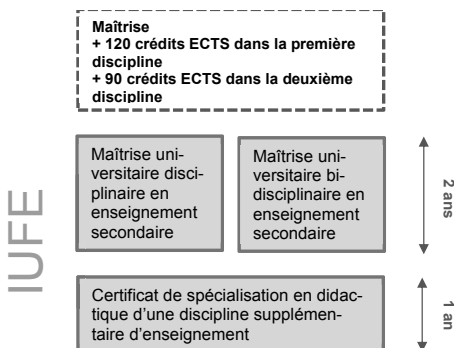 Maîtrise
+ 120 crédits ECTS dans la première
discipline
+ 90 crédits ECTS dans la deuxième
discipline
IUFE
Maîtrise uni-
versitaire disci-
plinaire en
enseignement
secondaire
Maîtrise uni-
versitaire bi-
disciplinaire en
enseignement
secondaire
2 ans
Certificat de spécialisation en didac-
tique d'une discipline supplémen-
taire d'enseignement
1 an